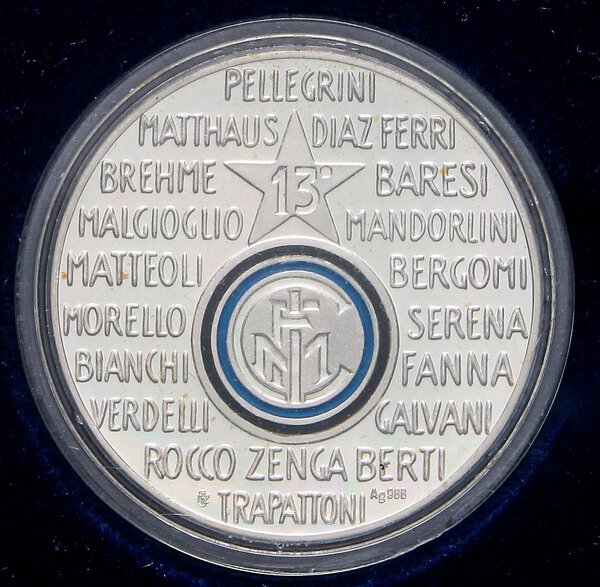 PELLEGRINI
MATTHAUS DIAZ FERRI
BREHME 13° BARESI
MALGIOGLIO MANDORLINI
MATTEOLI BERGOMI
MORELLO SERENA
BIANCHI FANNA
VERDELLI GALVANI
ROCCO ZENGA BERTI
TRAPATTONI Ag 986